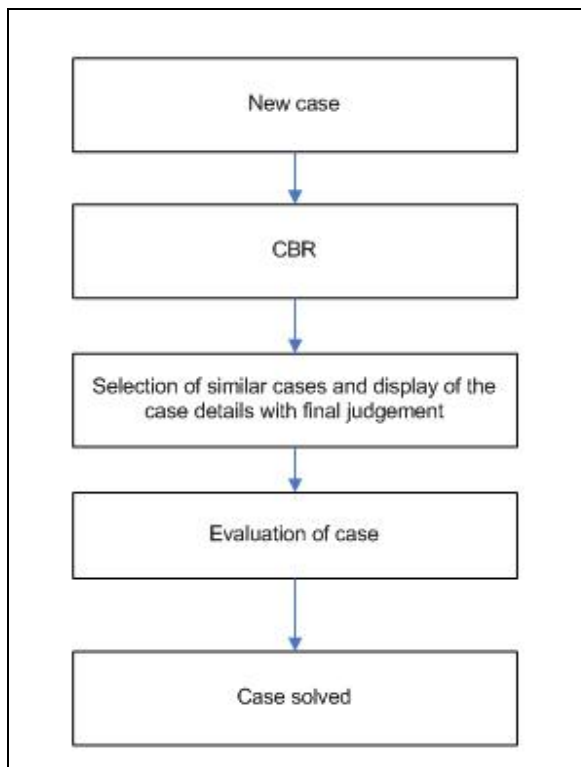 New case
CBR
Selection of similar cases and display of the
case details with final judgement
Evaluation of case
Case solved